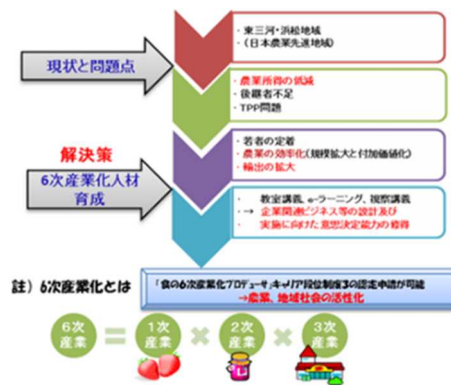 現状と問題点
・東三河・浜松地域
・(日本農業先進地域)
・農業所得の低減
・後継者不足
・TPP問題
解決策
6次産業化人材
育成
・若者の定着
・農業の効率化(規模拡大と付加価値化)
・輸出の拡大
・ 教室講義、e-ラーニング、視察講義
・→ 企業関連ビジネス等の設計及び
・ 実施に向けた意思決定能力の修得
註）6次産業化とは
「食の6次産業化プロデューサ」キャリア段位制度3の認定申請が可能
→農業、地域社会の活性化
6次
産業
=
1次
産業
×
2次
産業
×
3次
産業